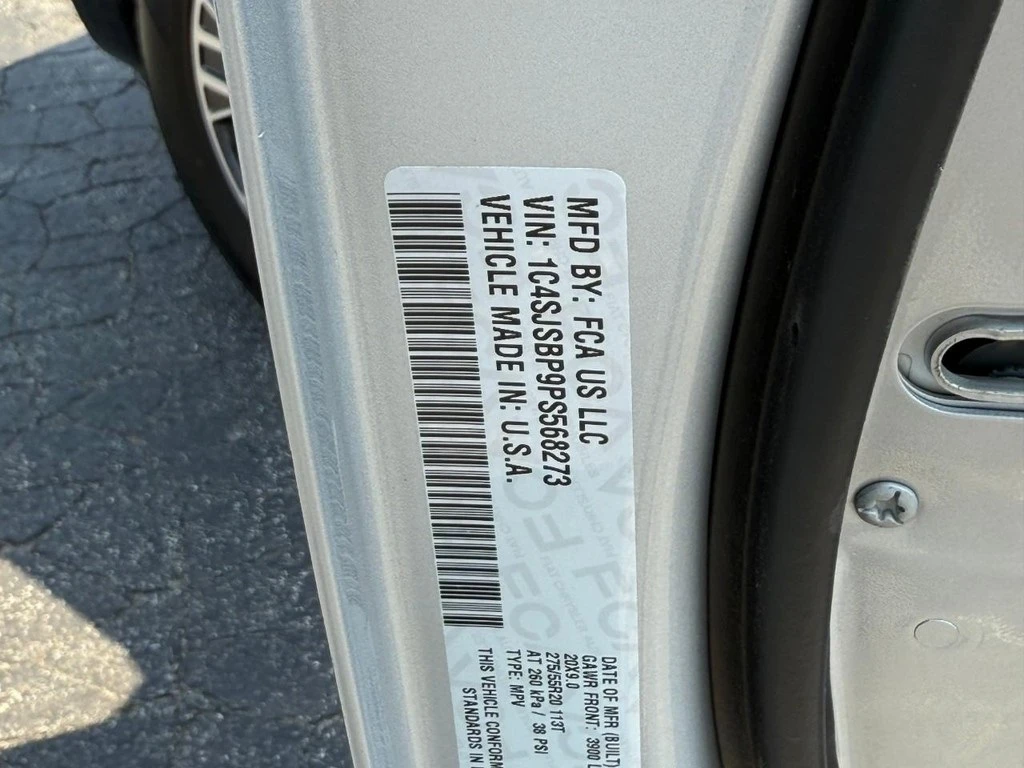 MFD BY: FCA US LLC
VIN: 1C4SJSBP9PS568273
VEHICLE MADE IN: U.S.A.
DATE OF MFR (BUILT)
GAWR FRONT: 3900 L
20X9.0
275/55R20 113T
AT 260 kPa / 38 PSI
TYPE: MPV
THIS VEHICLE CONFORM
STANDARDS IN